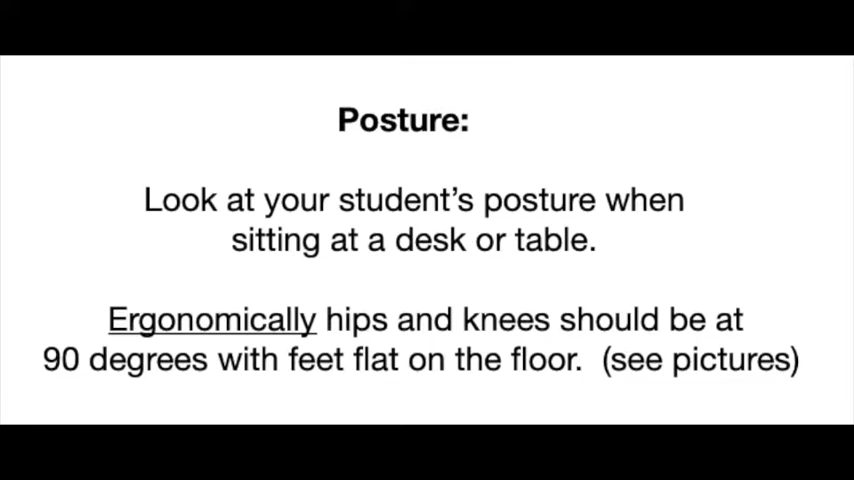 Posture:
Look at your student’s posture when
sitting at a desk or table.
Ergonomically hips and knees should be at
90 degrees with feet flat on the floor.  (see pictures)